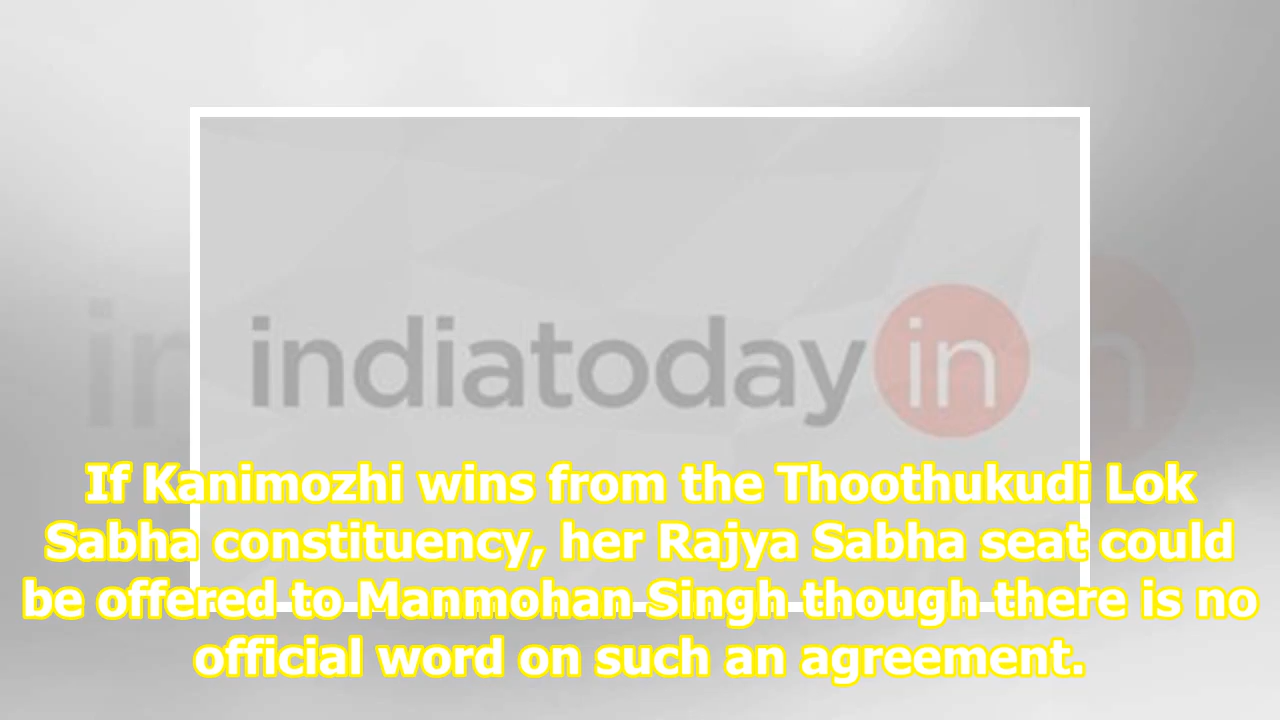 indiatoday in
in
n
If Kanimozhi wins from the Thoothukudi Lok
Sabha constituency, her Rajya Sabha seat could
be offered to Manmohan Singh though there is no
official word on such an agreement.